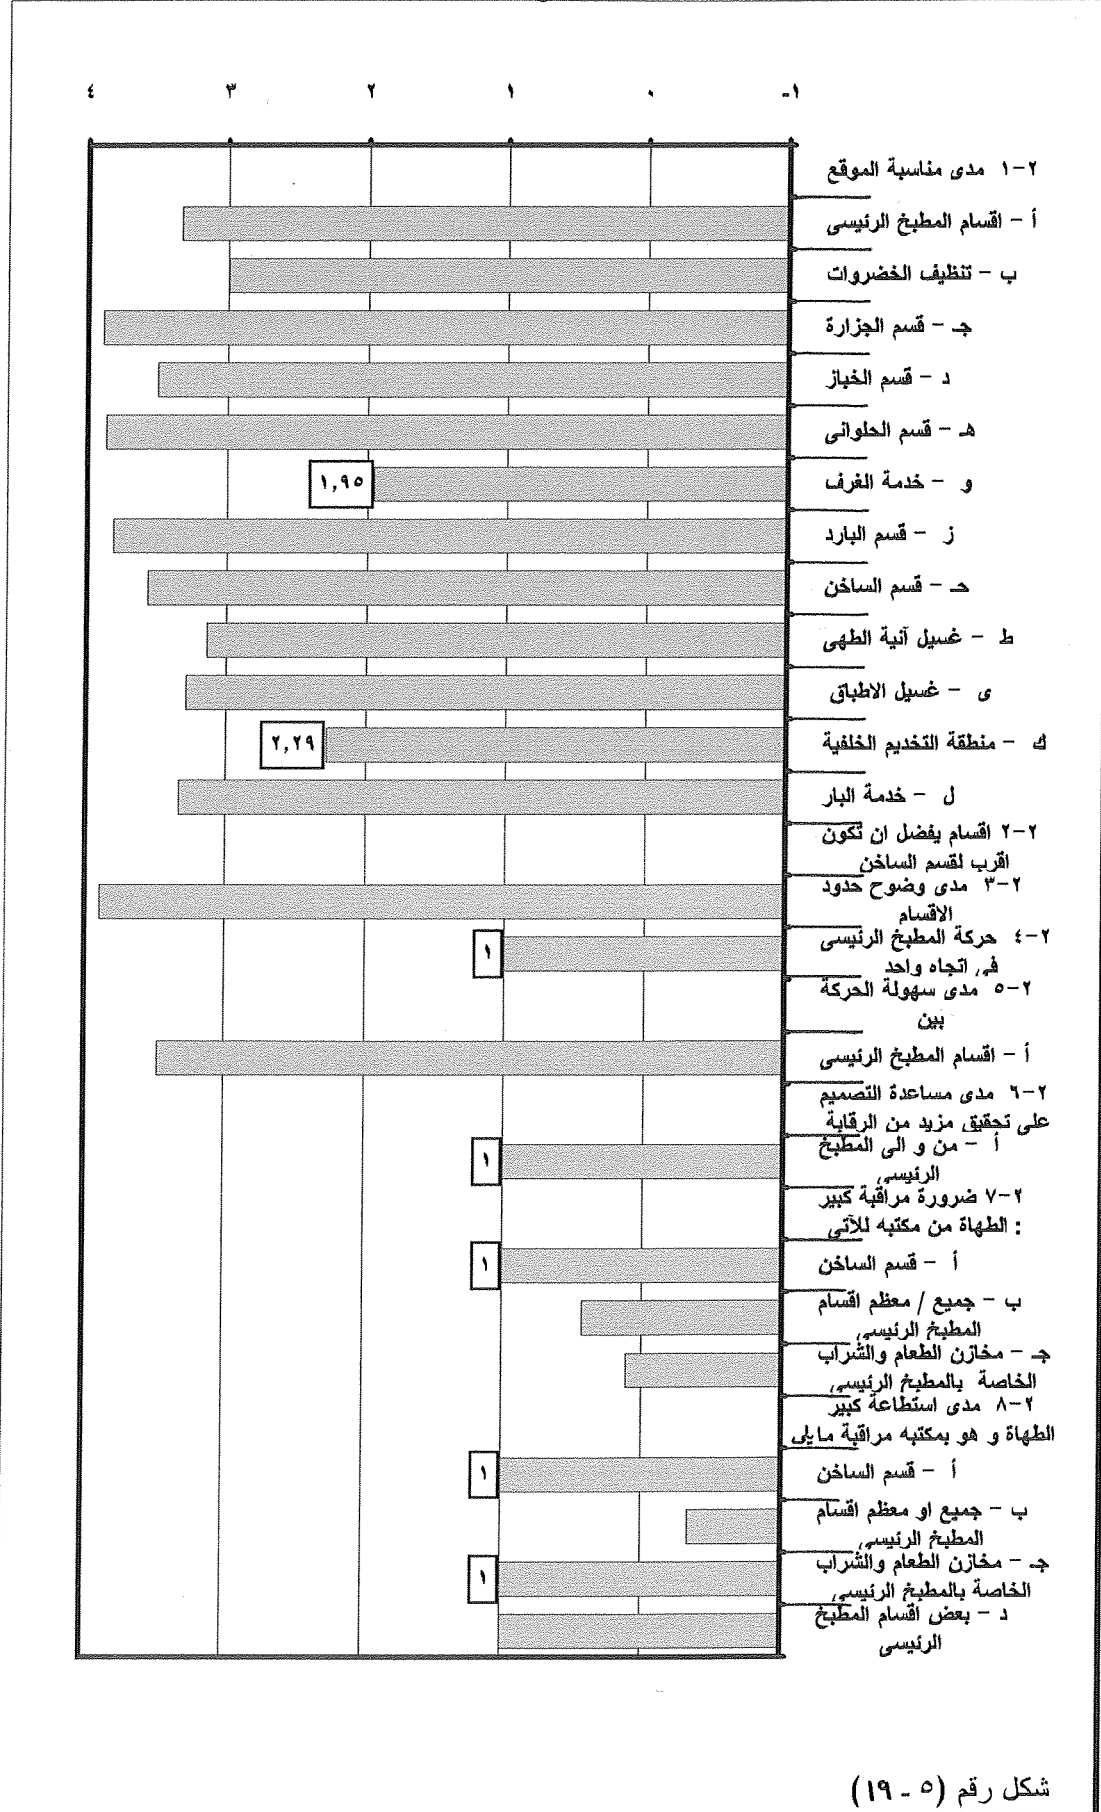 ٤ ٣ ٢ ١ ٠ ١-
٢-١ مدى مناسبة الموقع
أ - اقسام المطبخ الرئيسى
ب - تنظيف الخضروات
جـ - قسم الجزارة
د - قسم الخباز
هـ - قسم الحلوانى
و - خدمة الغرف
١,٩٥
ز - قسم البارد
حـ - قسم الساخن
ط - غسيل آنية الطهى
ى - غسيل الاطباق
ك - منطقة التخديم الخلفية
٢,٢٩
ل - خدمة البار
٢-٢ اقسام يفضل ان تكون
اقرب لقسم الساخن
٢-٣ مدى وضوح حدود
الاقسام
٢-٤ حركة المطبخ الرئيسى
فى اتجاه واحد
١
٢-٥ مدى سهولة الحركة
بين
أ - اقسام المطبخ الرئيسى
٢-٦ مدى مساعدة التصميم
على تحقيق مزيد من الرقابة
أ - من و الى المطبخ
الرئيسى
١
٢-٧ ضرورة مراقبة كبير
الطهاة من مكتبه للآتى :
أ - قسم الساخن
١
ب - جميع / معظم اقسام
المطبخ الرئيسى
جـ - مخازن الطعام والشراب
الخاصة بالمطبخ الرئيسى
٢-٨ مدى استطاعة كبير
الطهاة و هو بمكتبه مراقبة مايلى
أ - قسم الساخن
١
ب - جميع او معظم اقسام
المطبخ الرئيسى
جـ - مخازن الطعام والشراب
الخاصة بالمطبخ الرئيسى
١
د - بعض اقسام المطبخ
الرئيسى
شكل رقم (٥ - ١٩)